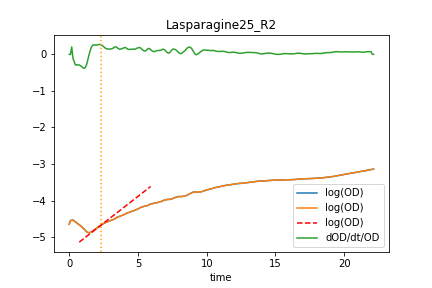 Lasparagine25_R2
0
−1
−2
−3
−4
−5
log(OD)
log(OD)
log(OD)
dOD/dt/OD
0 5 10 15 20
time